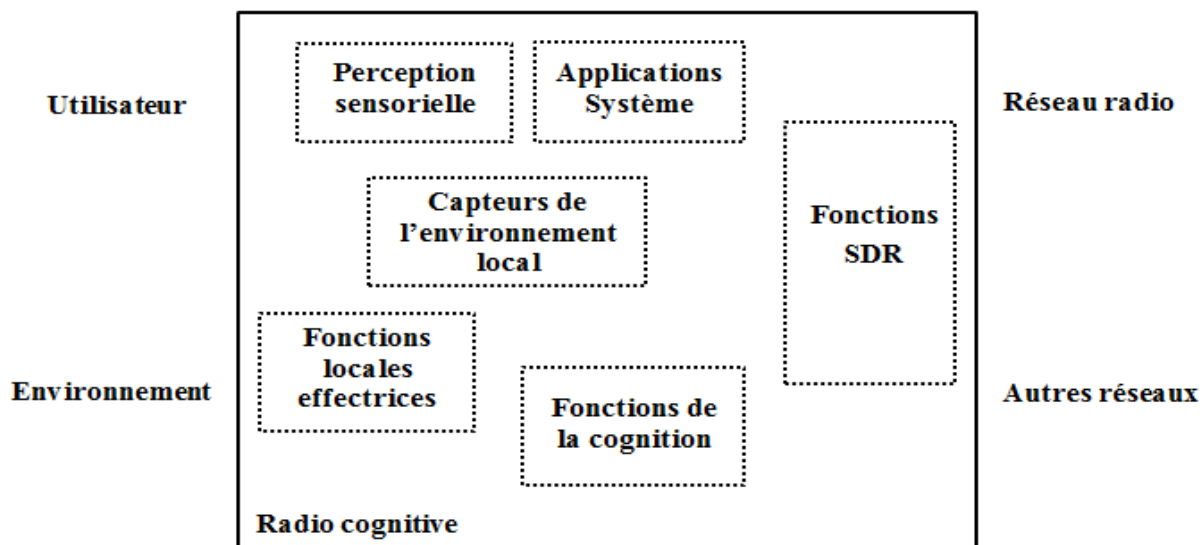 Perception
sensorielle
Applications
Système
Utilisateur
Réseau radio
Capteurs de
l’environnement
local
Fonctions
SDR
Fonctions
locales
effectrices
Environnement
Autres réseaux
Fonctions de
la cognition
Radio cognitive